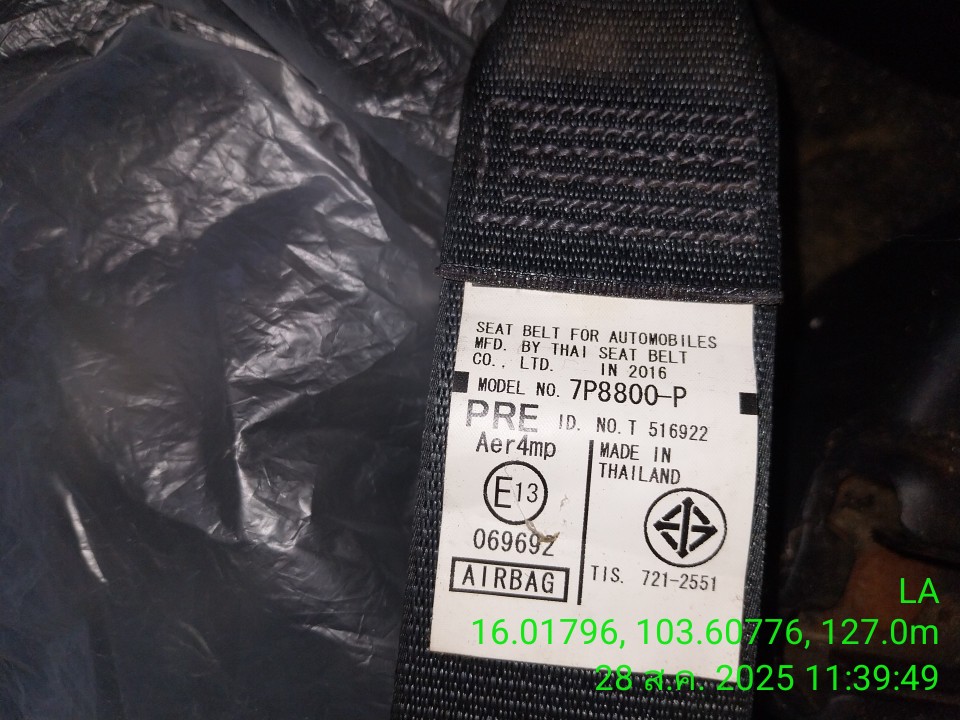 SEAT BELT FOR AUTOMOBILES
MFD. BY THAI SEAT BELT
CO., LTD. IN 2016
MODEL NO. 7P8800-P
PRE ID. NO. T 516922
Aer4mp
E13
069692
AIRBAG
MADE IN
THAILAND
TIS. 721-2551
LA
16.01796, 103.60776, 127.0m
28 ส.ค. 2025 11:39:49